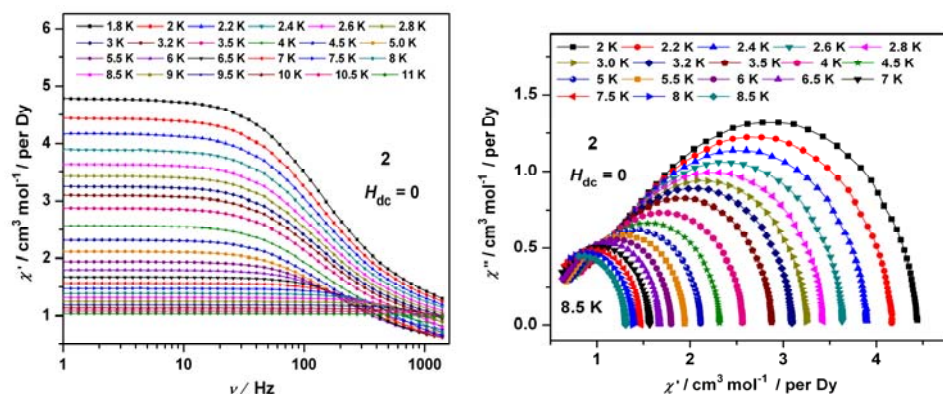 1.8 K 2 K 2.2 K 2.4 K 2.6 K 2.8 K
3 K 3.2 K 3.5 K 4 K 4.5 K 5.0 K
5.5 K 6 K 6.5 K 7 K 7.5 K 8 K
8.5 K 9 K 9.5 K 10 K 10.5 K 11 K
6
5
4
3
2
1
χ' / cm³ mol⁻¹ / per Dy
2
H_dc = 0
1 10 100 1000
ν / Hz
2 K 2.2 K 2.4 K 2.6 K 2.8 K
3.0 K 3.2 K 3.5 K 4 K 4.5 K
5 K 5.5 K 6 K 6.5 K 7 K
7.5 K 8 K 8.5 K
1.5
1.0
0.5
0.0
χ'' / cm³ mol⁻¹ / per Dy
2
H_dc = 0
8.5 K
1 2 3 4
χ' / cm³ mol⁻¹ / per Dy